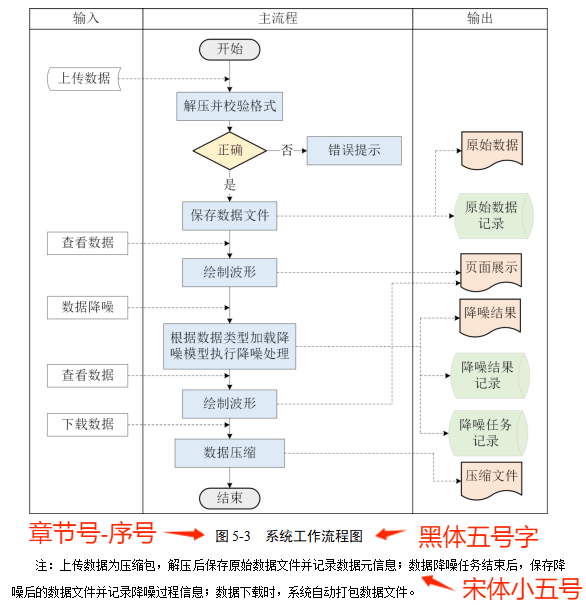 输入 主流程 输出
开始
上传数据
解压并校验格式
正确
否
错误提示
原始数据
是
保存数据文件
原始数据
记录
查看数据
绘制波形
页面展示
数据降噪
降噪结果
根据数据类型加载降
噪模型执行降噪处理
查看数据
降噪结果
记录
绘制波形
下载数据
降噪任务
记录
数据压缩
压缩文件
结束
章节号-序号
图 5-3 系统工作流程图
黑体五号字
注：上传数据为压缩包，解压后保存原始数据文件并记录数据元信息；数据降噪任务结束后，保存降
噪后的数据文件并记录降噪过程信息；数据下载时，系统自动打包数据文件。
宋体小五号